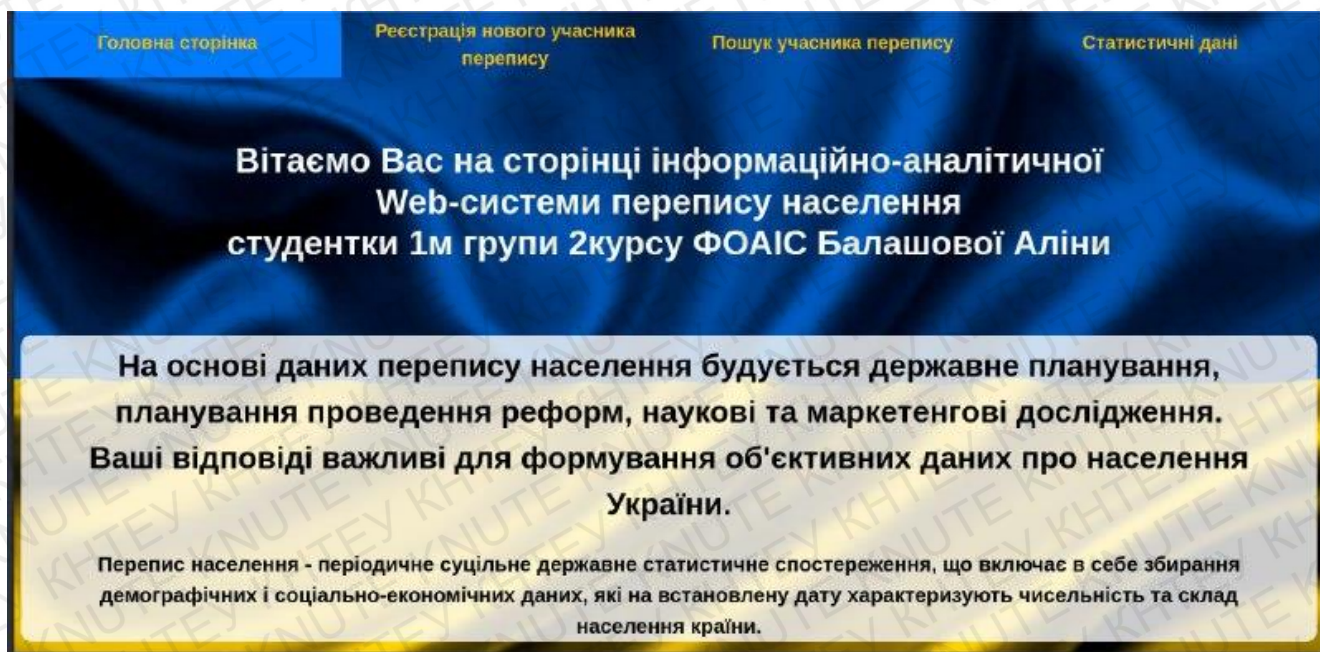 Головна сторінка
Реєстрація нового учасника
перепису
Пошук учасника перепису
Статистичні дані
Вітаємо Вас на сторінці інформаційно-аналітичної
Web-системи перепису населення
студентки 1м групи 2курсу ФОАІС Балашової Аліни
На основі даних перепису населення будується державне планування,
планування проведення реформ, наукові та маркетенгові дослідження.
Ваші відповіді важливі для формування об'єктивних даних про населення
України.
Перепис населення - періодичне суцільне державне статистичне спостереження, що включає в себе збирання
демографічних і соціально-економічних даних, які на встановлену дату характеризують чисельність та склад
населення країни.